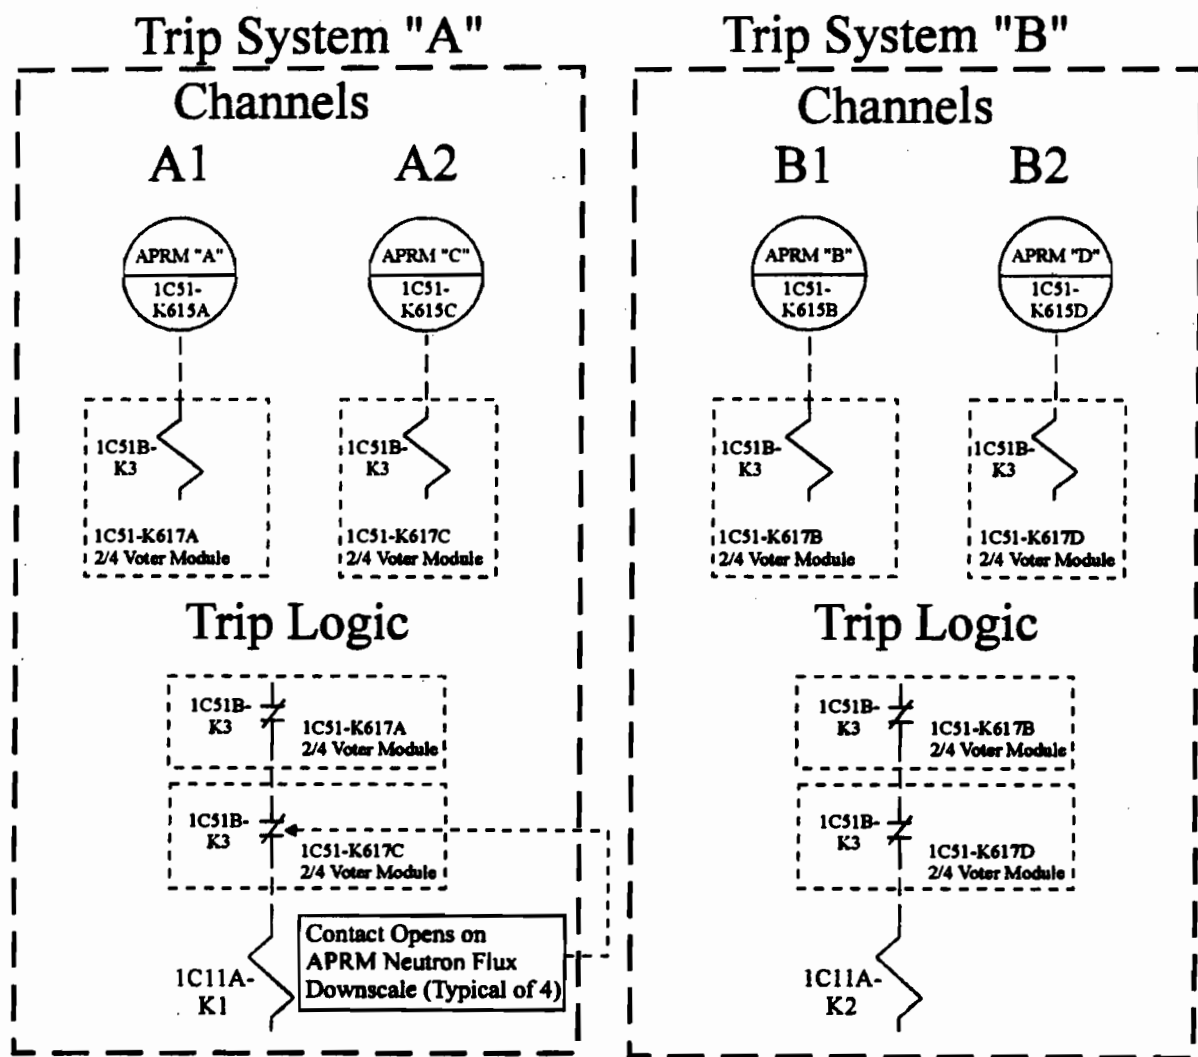 Trip System "A"
Channels
A1
A2
APRM "A"
1C51-
K615A
APRM "C"
1C51-
K615C
1C51B-
K3
1C51-K617A
2/4 Voter Module
1C51B-
K3
1C51-K617C
2/4 Voter Module
Trip Logic
1C51B-
K3
1C51-K617A
2/4 Voter Module
1C51B-
K3
1C51-K617C
2/4 Voter Module
Contact Opens on
APRM Neutron Flux
Downscale (Typical of 4)
1C11A-
K1
Trip System "B"
Channels
B1
B2
APRM "B"
1C51-
K615B
APRM "D"
1C51-
K615D
1C51B-
K3
1C51-K617B
2/4 Voter Module
1C51B-
K3
1C51-K617D
2/4 Voter Module
Trip Logic
1C51B-
K3
1C51-K617B
2/4 Voter Module
1C51B-
K3
1C51-K617D
2/4 Voter Module
1C11A-
K2